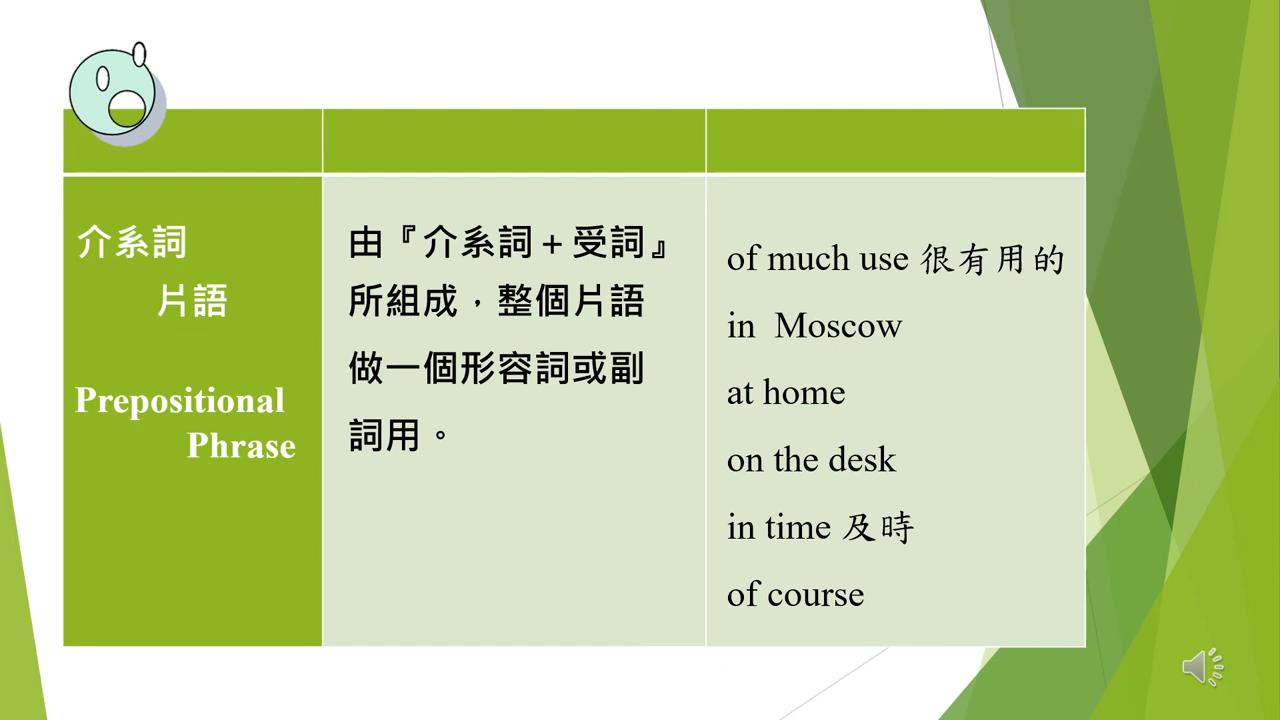 介系詞
片語
Prepositional
Phrase
由『介系詞+受詞』
所組成，整個片語
做一個形容詞或副
詞用。
of much use 很有用的
in Moscow
at home
on the desk
in time 及時
of course